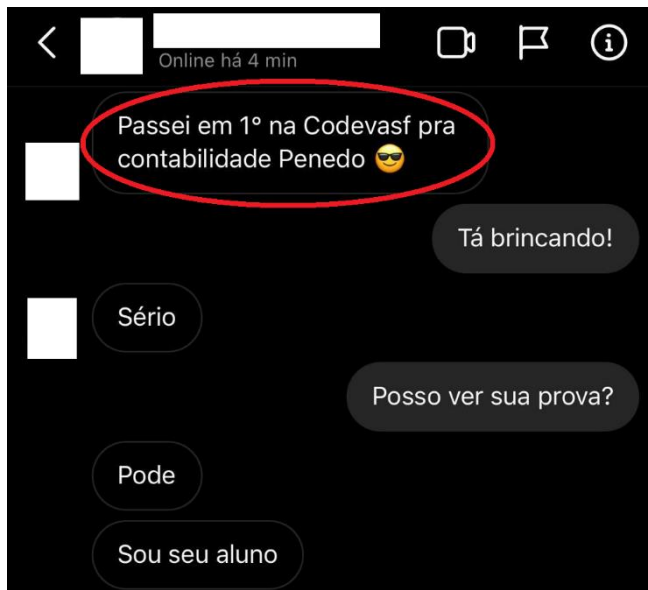 Online há 4 min
Passei em 1º na Codevasf pra
contabilidade Penedo 😎
Tá brincando!
Sério
Posso ver sua prova?
Pode
Sou seu aluno